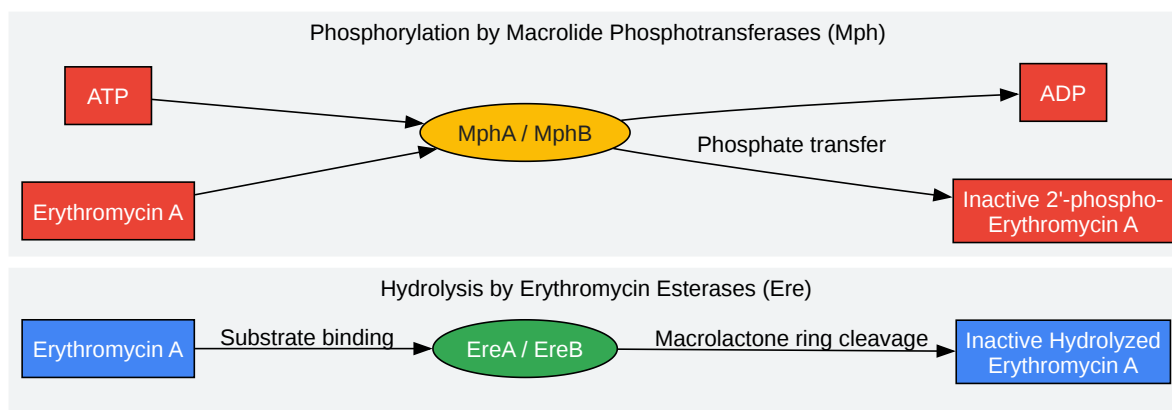 Phosphorylation by Macrolide Phosphotransferases (Mph)
ATP
MphA / MphB
ADP
Phosphate transfer
Erythromycin A
Inactive 2'-phospho-
Erythromycin A
Hydrolysis by Erythromycin Esterases (Ere)
Erythromycin A
Substrate binding
EreA / EreB
Macrolactone ring cleavage
Inactive Hydrolyzed
Erythromycin A